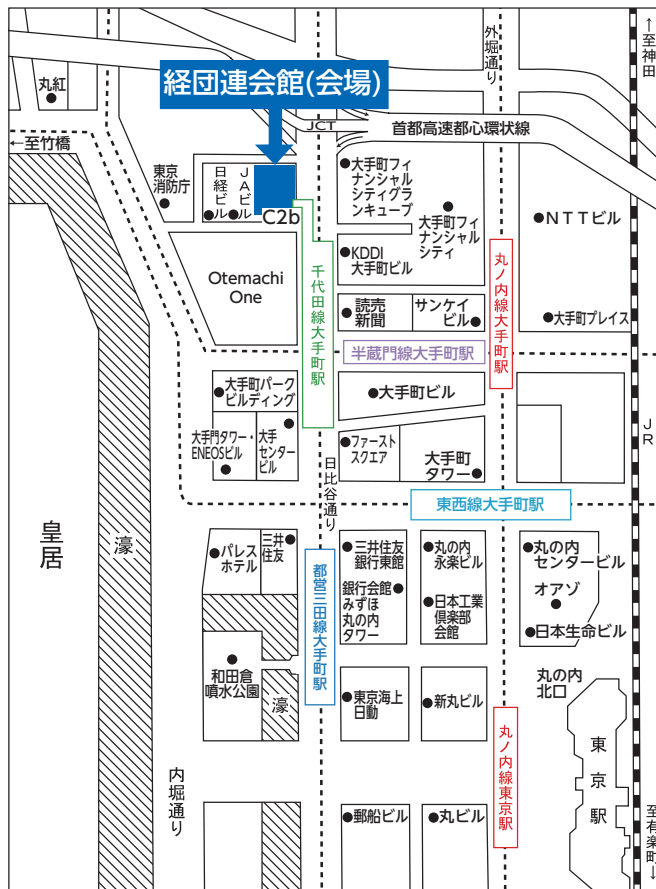 ↑至神田
外堀通り
丸紅
経団連会館(会場)
JCT
首都高速都心環状線
←至竹橋
東京
消防庁
日経ビル
JAビル
C2b
大手町フィ
ナンシャル
シティグラ
ンキューブ
大手町フィ
ナンシャル
シティ
NTTビル
KDDI
大手町ビル
Otemachi
One
千代田線大手町駅
丸ノ内線大手町駅
読売
新聞
サンケイ
ビル
大手町プレイス
半蔵門線大手町駅
大手町パーク
ビルディング
大手町ビル
JR
大手門タワー・
ENEOSビル
大手
センター
ビル
ファースト
スクエア
大手町
タワー
日比谷通り
東西線大手町駅
皇居
濠
パレス
ホテル
三井
住友
都営三田線大手町駅
三井住友
銀行東館
銀行会館
みずほ
丸の内
タワー
丸の内
永楽ビル
日本工業
倶楽部
会館
丸の内
センタービル
オアゾ
日本生命ビル
和田倉
噴水公園
濠
東京海上
日動
新丸ビル
丸の内
北口
東京駅
丸ノ内線東京駅
内堀通り
郵船ビル
丸ビル
至有楽町↓